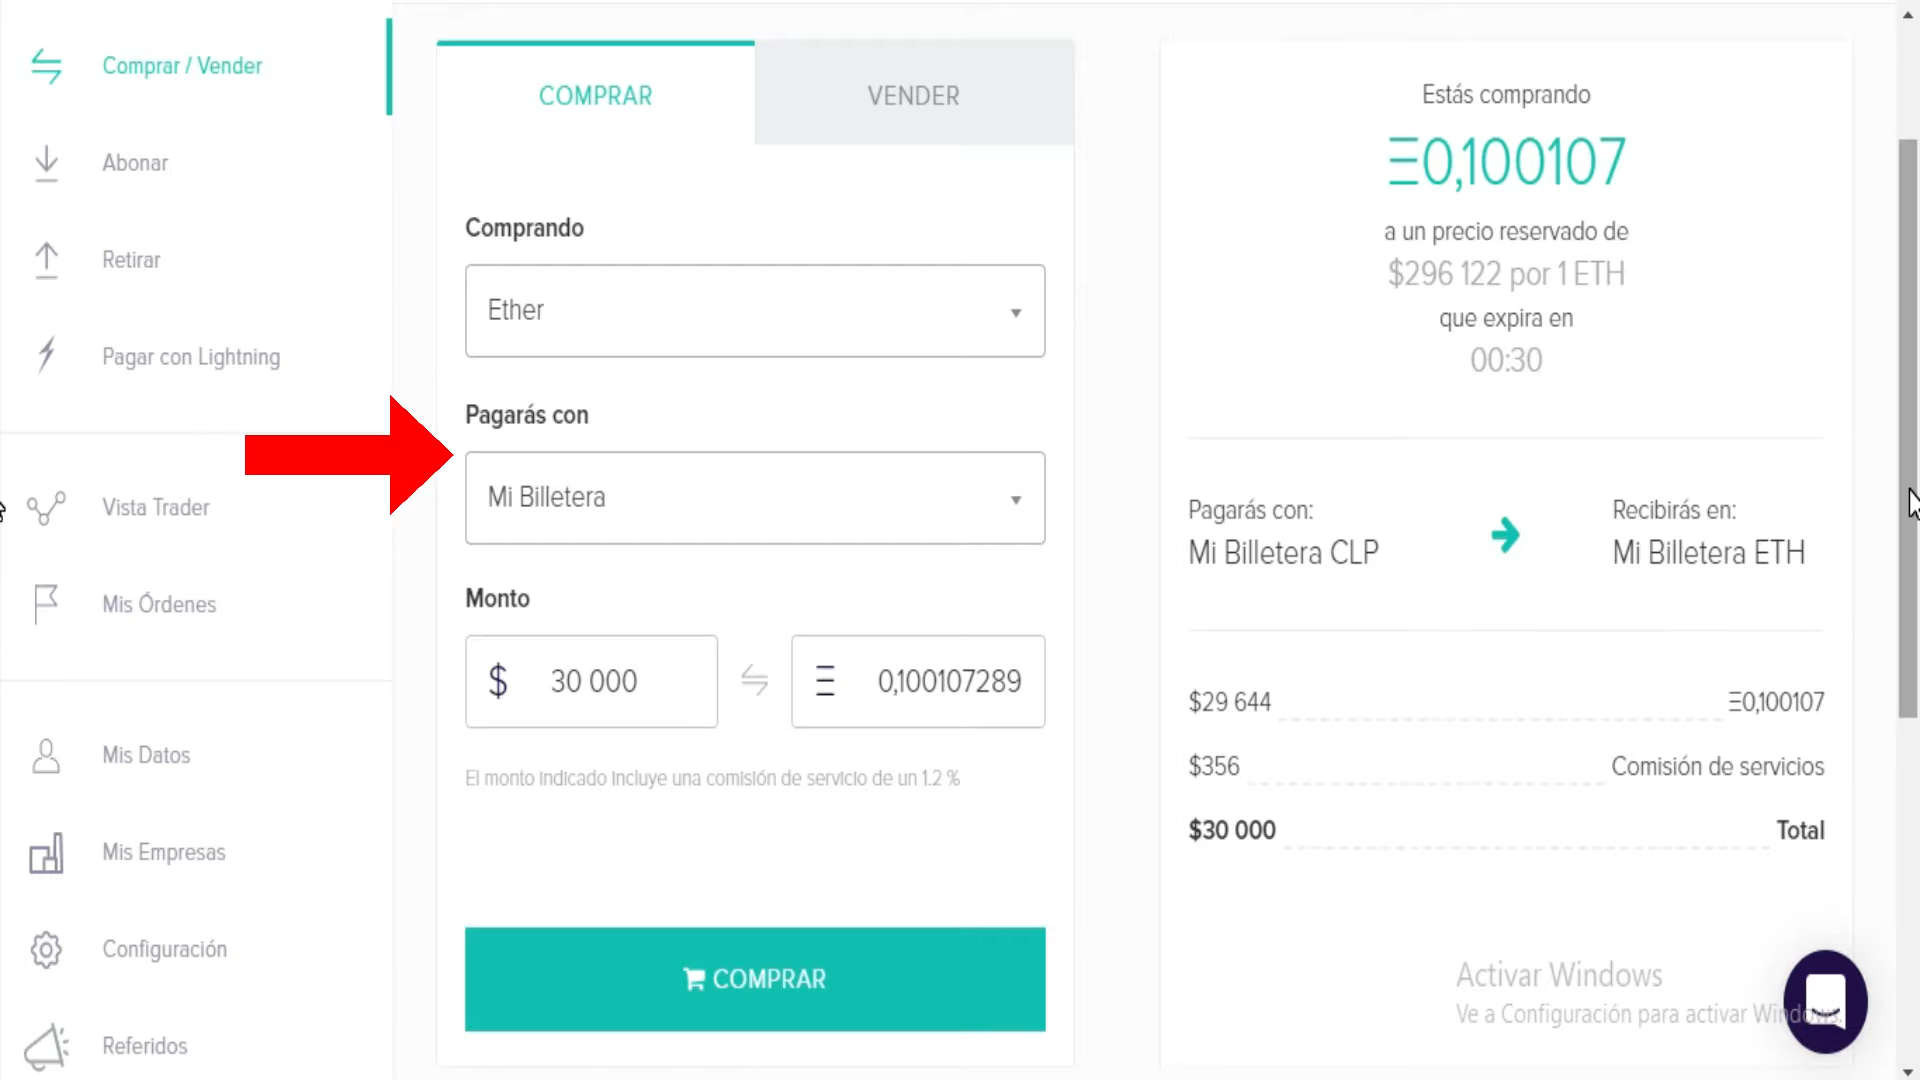 Comprar / Vender
Abonar
Retirar
Pagar con Lightning
Vista Trader
Mis Órdenes
Mis Datos
Mis Empresas
Configuración
Referidos
COMPRAR
VENDER
Comprando
Ether
Pagarás con
Mi Billetera
Monto
$ 30 000
Ξ 0,100107289
El monto indicado incluye una comisión de servicio de un 1.2 %
COMPRAR
Estás comprando
Ξ0,100107
a un precio reservado de
$296 122 por 1 ETH
que expira en
00:30
Pagarás con:
Mi Billetera CLP
Recibirás en:
Mi Billetera ETH
$29 644 Ξ0,100107
$356 Comisión de servicios
$30 000 Total
Activar Windows
Ve a Configuración para activar Windows.